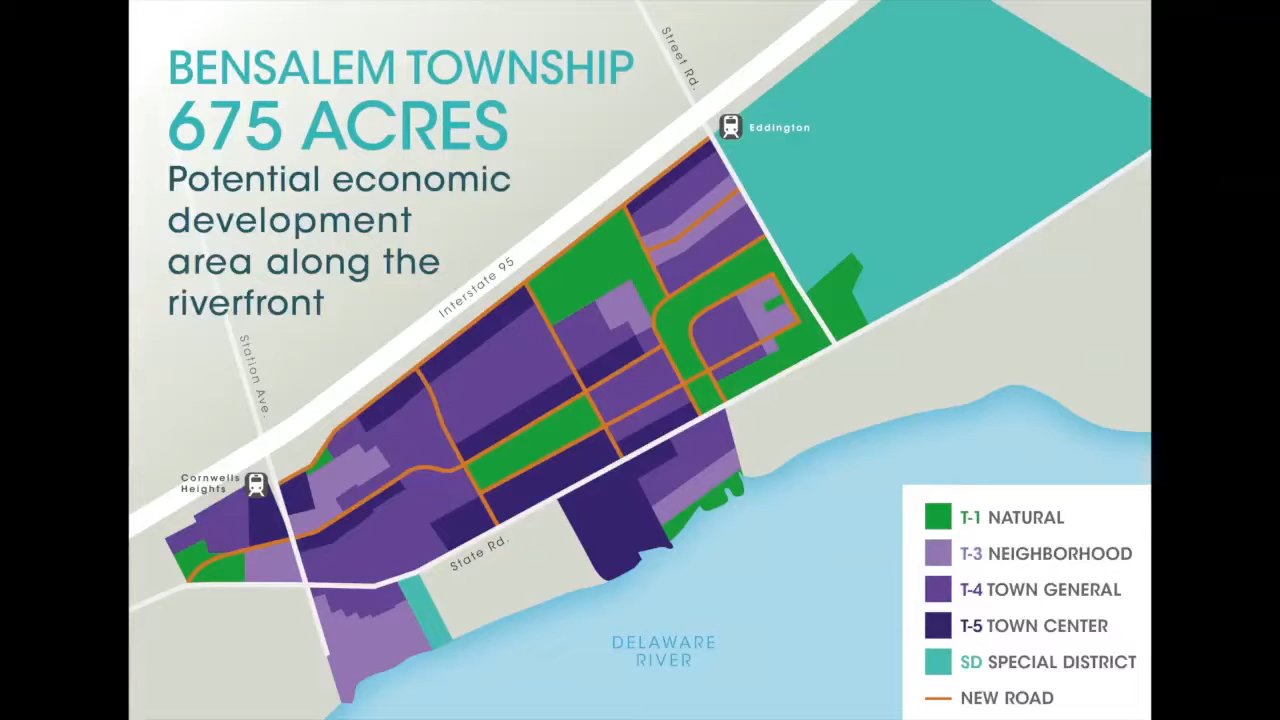 BENSALEM TOWNSHIP
675 ACRES
Potential economic
development
area along the
riverfront
Street Rd.
Eddington
Interstate 95
Station Ave.
Cornwells
Heights
State Rd.
DELAWARE
RIVER
T-1 NATURAL
T-3 NEIGHBORHOOD
T-4 TOWN GENERAL
T-5 TOWN CENTER
SD SPECIAL DISTRICT
NEW ROAD